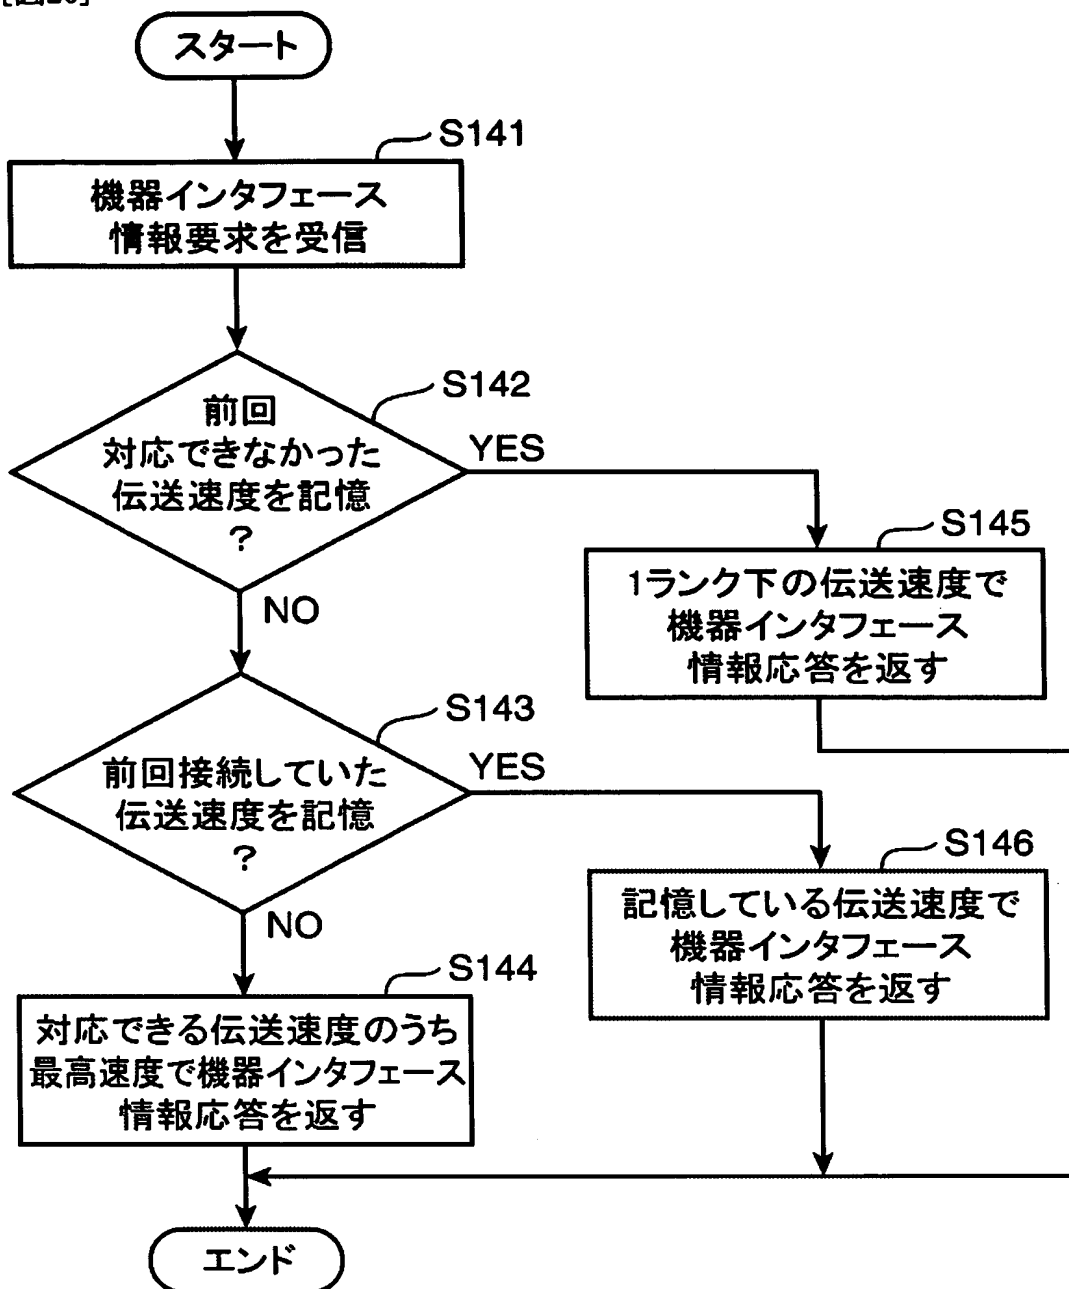 スタート
S141
機器インタフェース
情報要求を受信
S142
前回
対応できなかった
伝送速度を記憶
?
YES
NO
S145
1ランク下の伝送速度で
機器インタフェース
情報応答を返す
S143
前回接続していた
伝送速度を記憶
?
YES
NO
S146
記憶している伝送速度で
機器インタフェース
情報応答を返す
S144
対応できる伝送速度のうち
最高速度で機器インタフェース
情報応答を返す
エンド